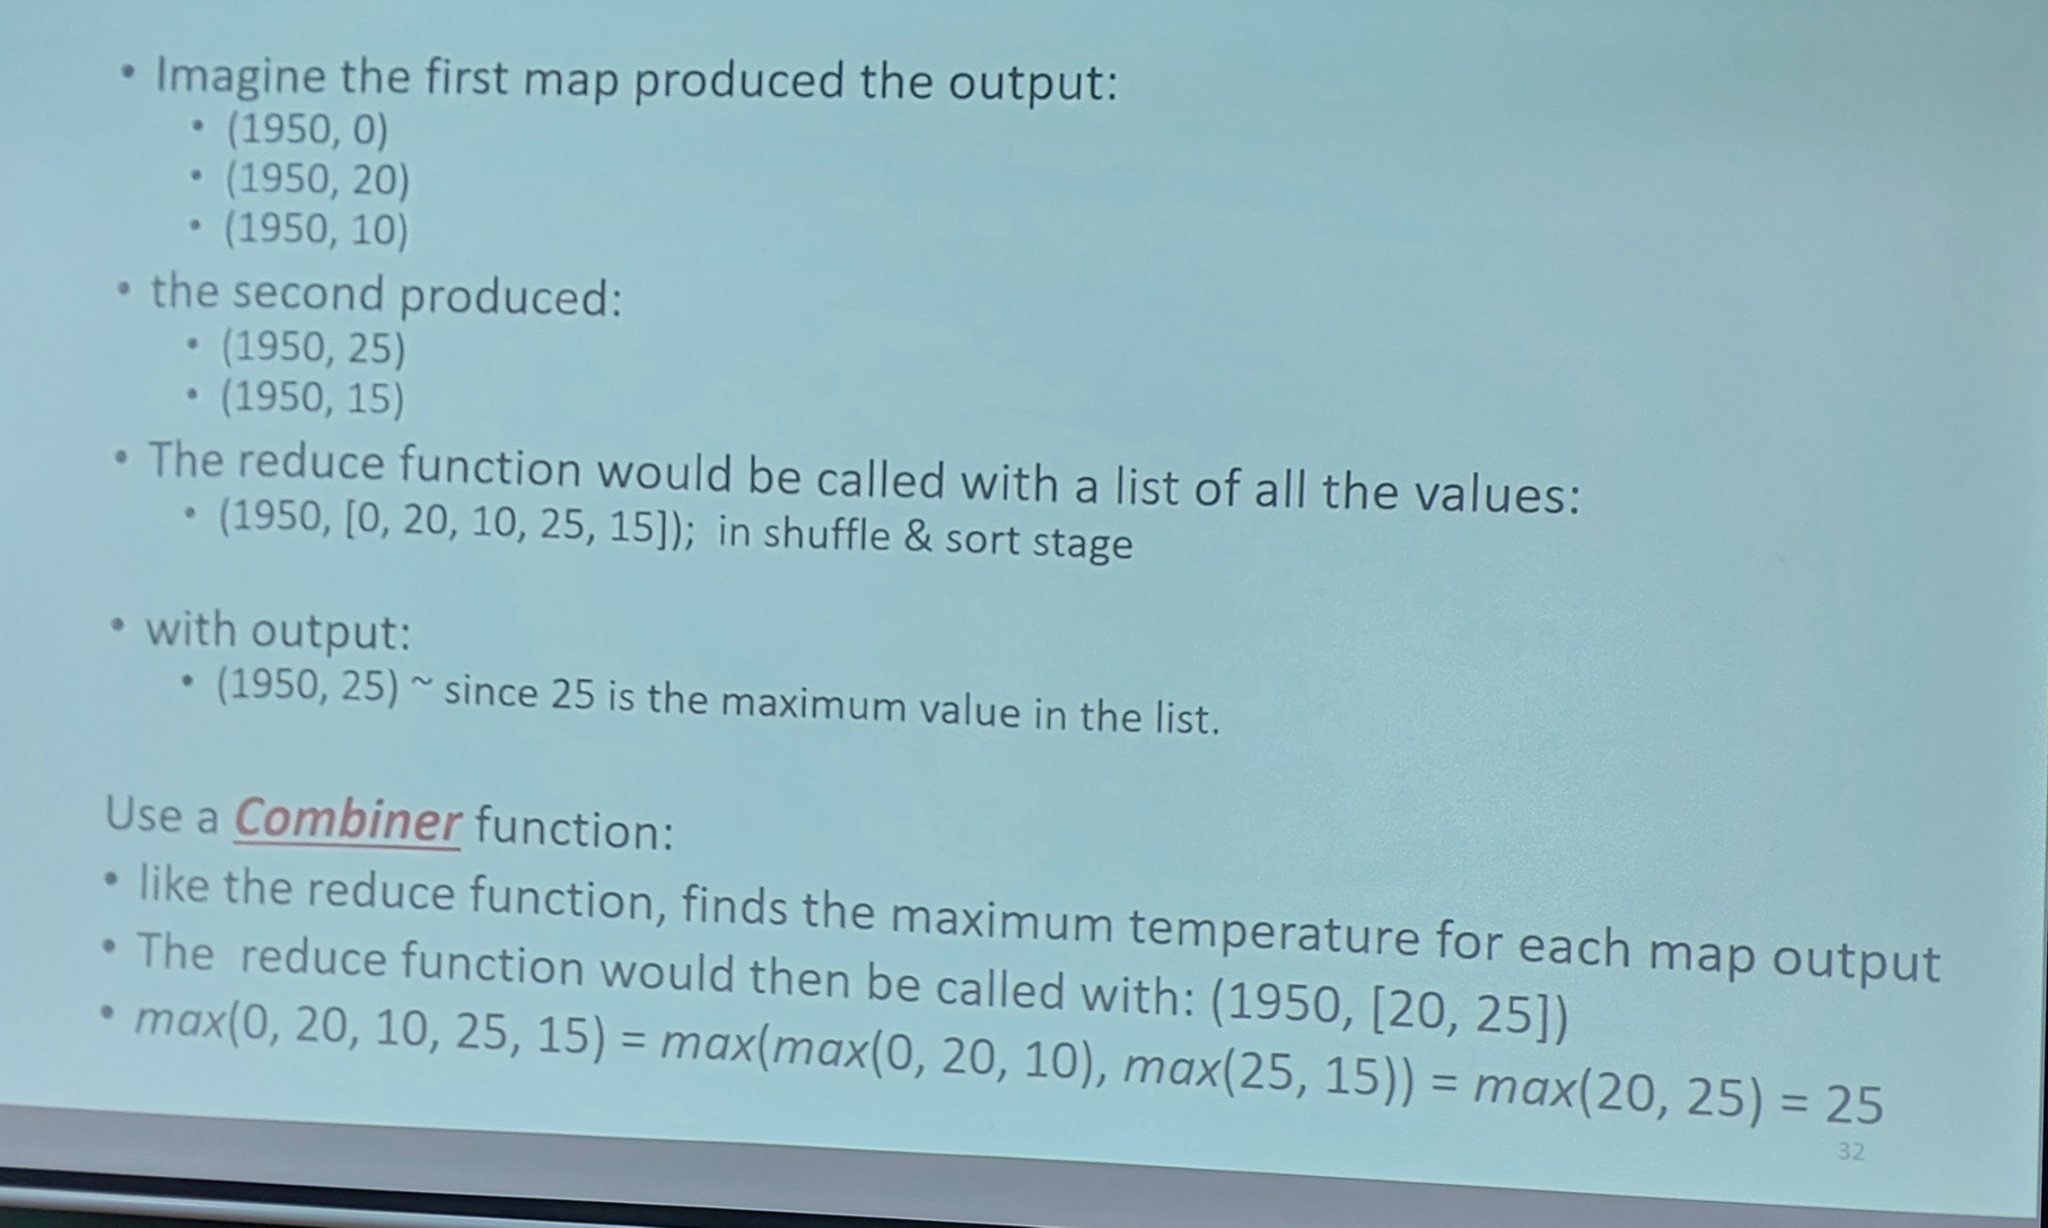 • Imagine the first map produced the output:
• (1950, 0)
• (1950, 20)
• (1950, 10)
• the second produced:
• (1950, 25)
• (1950, 15)
• The reduce function would be called with a list of all the values:
• (1950, [0, 20, 10, 25, 15]); in shuffle & sort stage
• with output:
• (1950, 25) ~ since 25 is the maximum value in the list.
Use a Combiner function:
• like the reduce function, finds the maximum temperature for each map output
• The reduce function would then be called with: (1950, [20, 25])
• max(0, 20, 10, 25, 15) = max(max(0, 20, 10), max(25, 15)) = max(20, 25) = 25
32